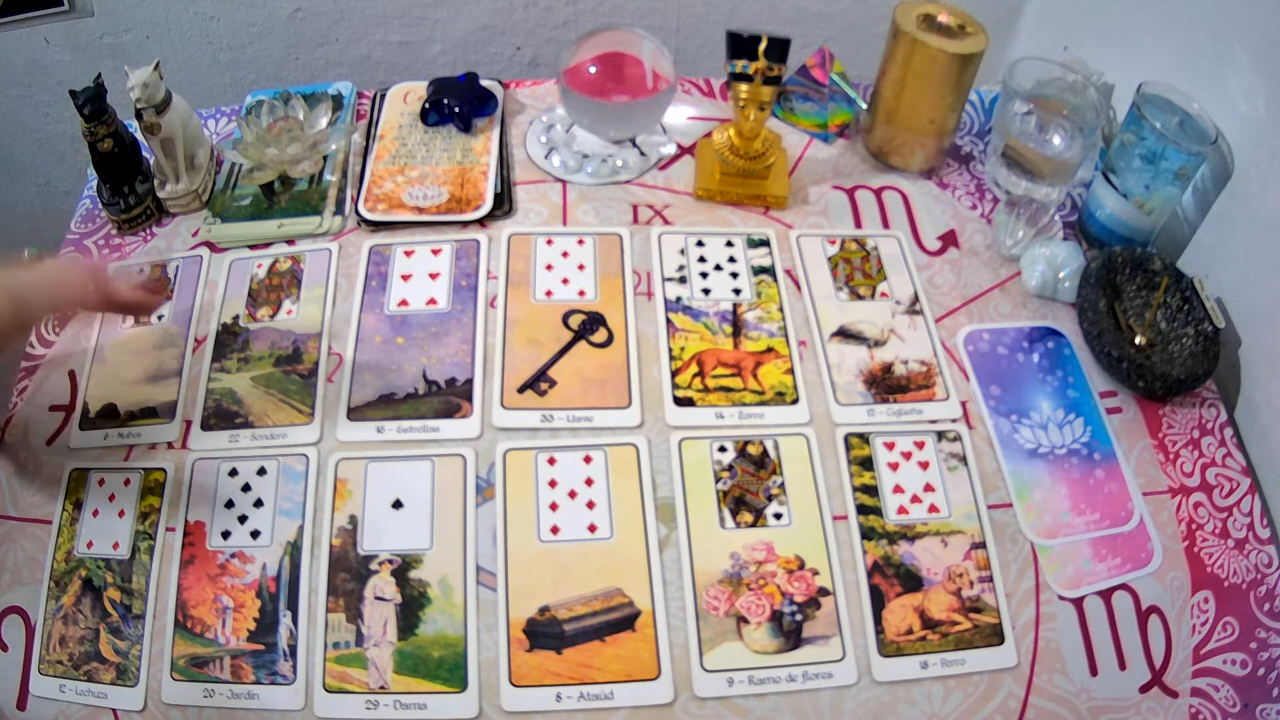 IX
6 - Nubes
22 - Sendero
16 - Estrellas
33 - Llave
14 - Zorro
17 - Cigüeña
12 - Lechuza
20 - Jardín
29 - Dama
8 - Ataúd
9 - Ramo de flores
18 - Perro